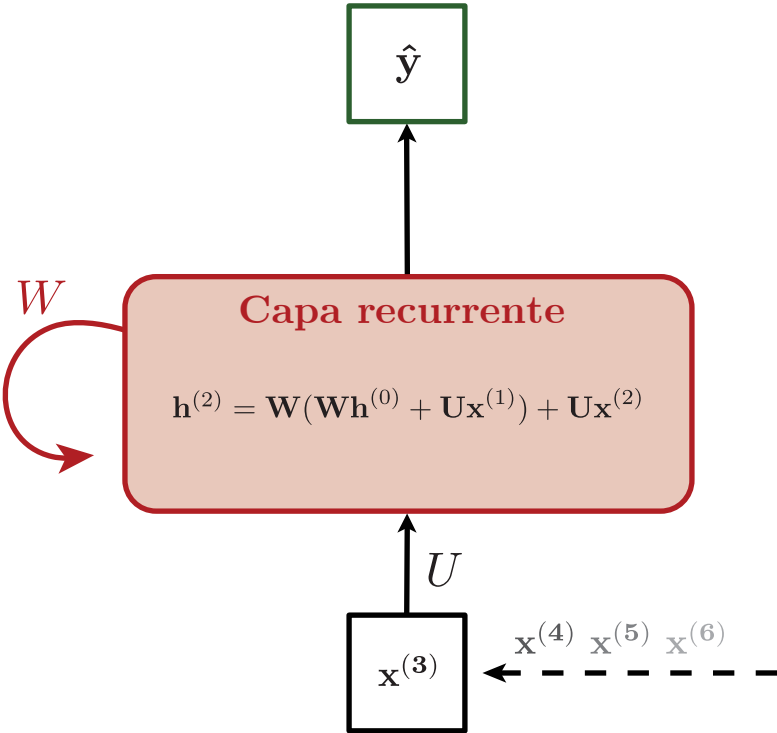 ŷ
W
Capa recurrente
h^(2) = W(Wh^(0) + Ux^(1)) + Ux^(2)
U
x^(4) x^(5) x^(6)
x^(3)